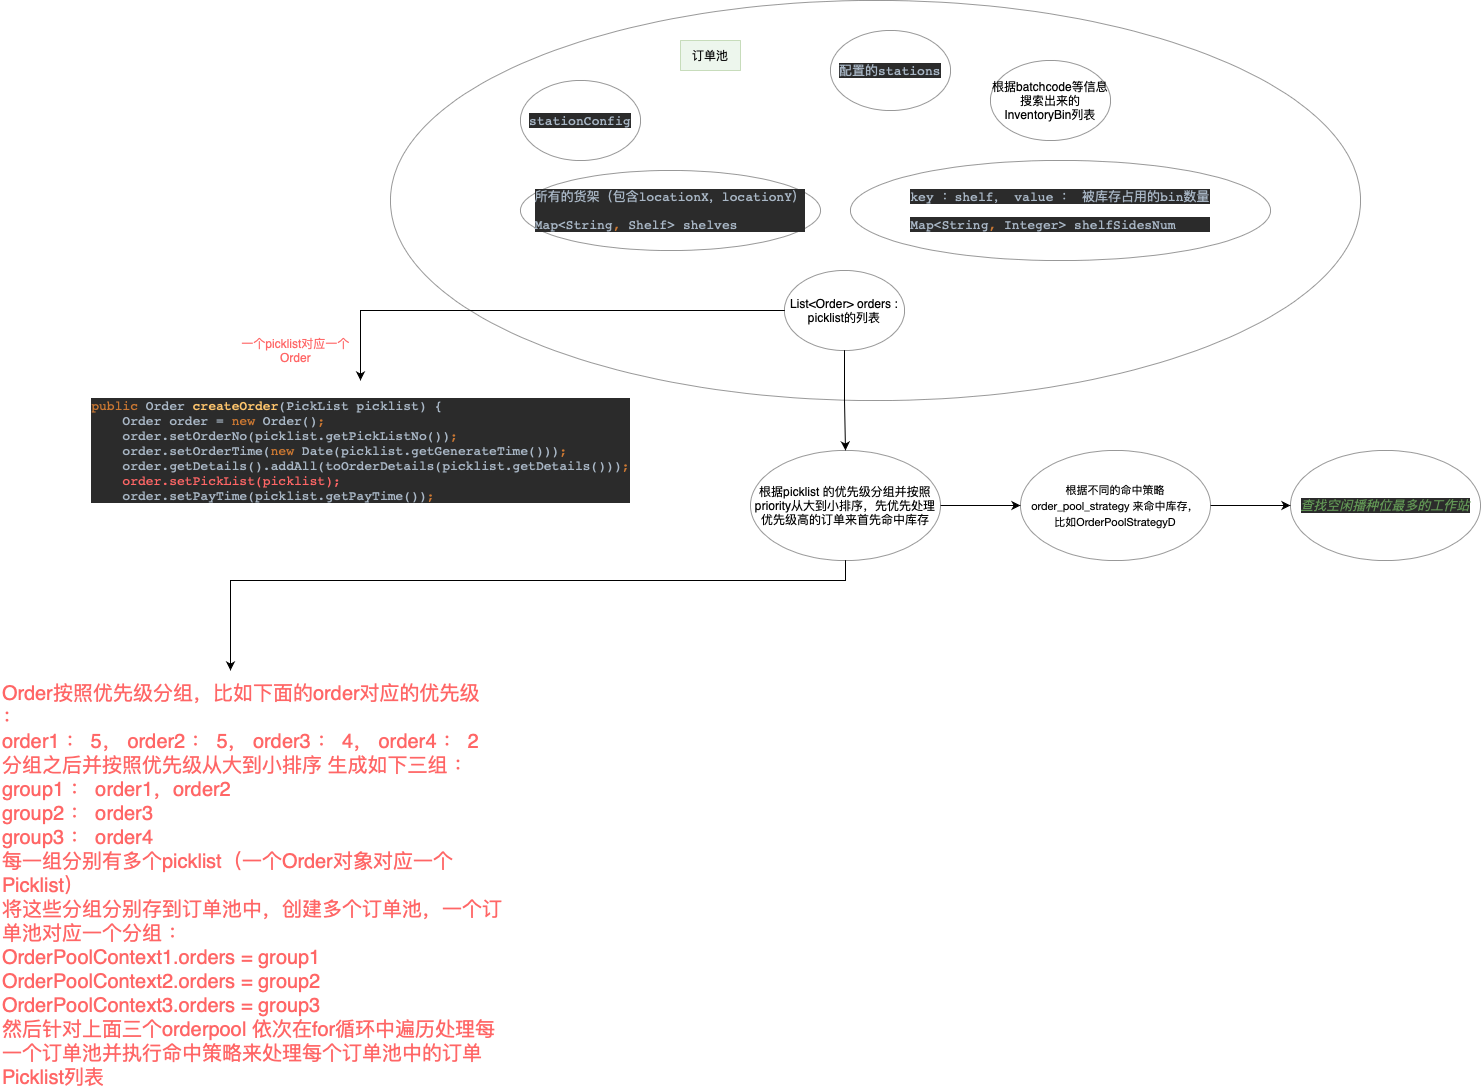 订单池
配置的stations
根据batchcode等信息
搜索出来的
InventoryBin列表
stationConfig
所有的货架（包含locationX，locationY）
Map<String, Shelf> shelves
key : shelf, value : 被库存占用的bin数量
Map<String, Integer> shelfSidesNum
List<Order> orders :
picklist的列表
一个picklist对应一个
Order
public Order createOrder(PickList picklist) {
Order order = new Order();
order.setOrderNo(picklist.getPickListNo());
order.setOrderTime(new Date(picklist.getGenerateTime()));
order.getDetails().addAll(toOrderDetails(picklist.getDetails()));
order.setPickList(picklist);
order.setPayTime(picklist.getPayTime());
根据picklist 的优先级分组并按照
priority从大到小排序，先优先处理
优先级高的订单来首先命中库存
根据不同的命中策略
order_pool_strategy 来命中库存，
比如OrderPoolStrategyD
查找空闲播种位最多的工作站
Order按照优先级分组，比如下面的order对应的优先级
：
order1： 5， order2： 5， order3： 4， order4： 2
分组之后并按照优先级从大到小排序 生成如下三组：
group1： order1，order2
group2： order3
group3： order4
每一组分别有多个picklist（一个Order对象对应一个
Picklist）
将这些分组分别存到订单池中，创建多个订单池，一个订
单池对应一个分组：
OrderPoolContext1.orders = group1
OrderPoolContext2.orders = group2
OrderPoolContext3.orders = group3
然后针对上面三个orderpool 依次在for循环中遍历处理每
一个订单池并执行命中策略来处理每个订单池中的订单
Picklist列表